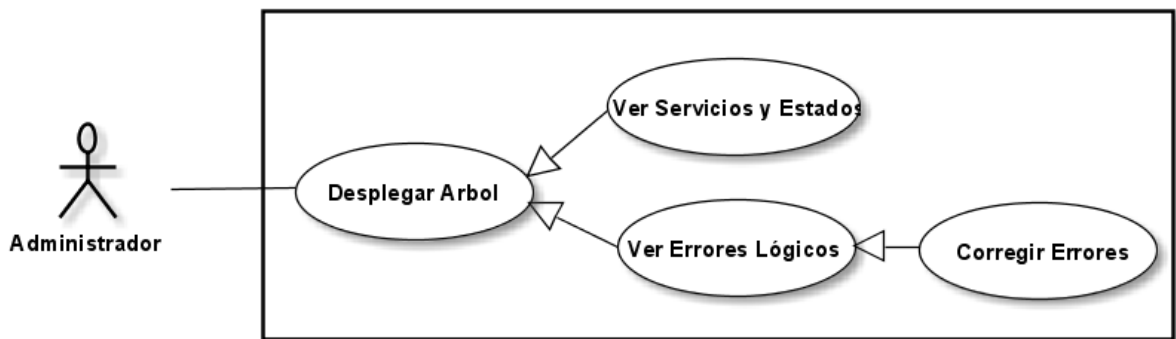 Ver Servicios y Estados
Desplegar Arbol
Administrador
Ver Errores Lógicos
Corregir Errores